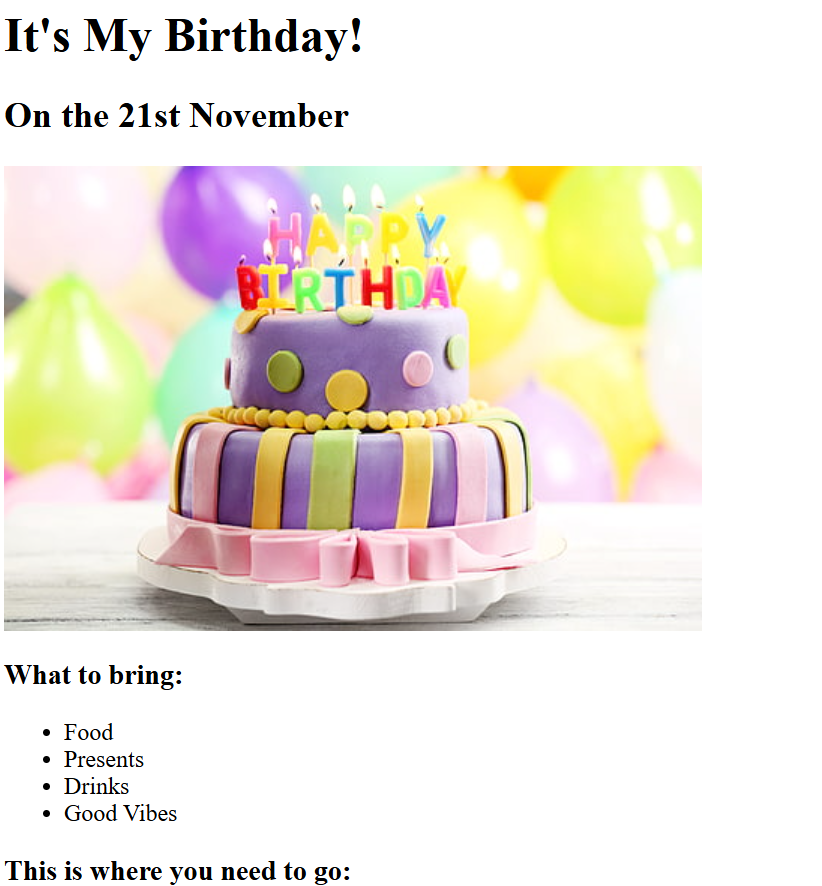 It's My Birthday!
On the 21st November
HAPPY
BIRTHDAY
What to bring:
Food
Presents
Drinks
Good Vibes
This is where you need to go: